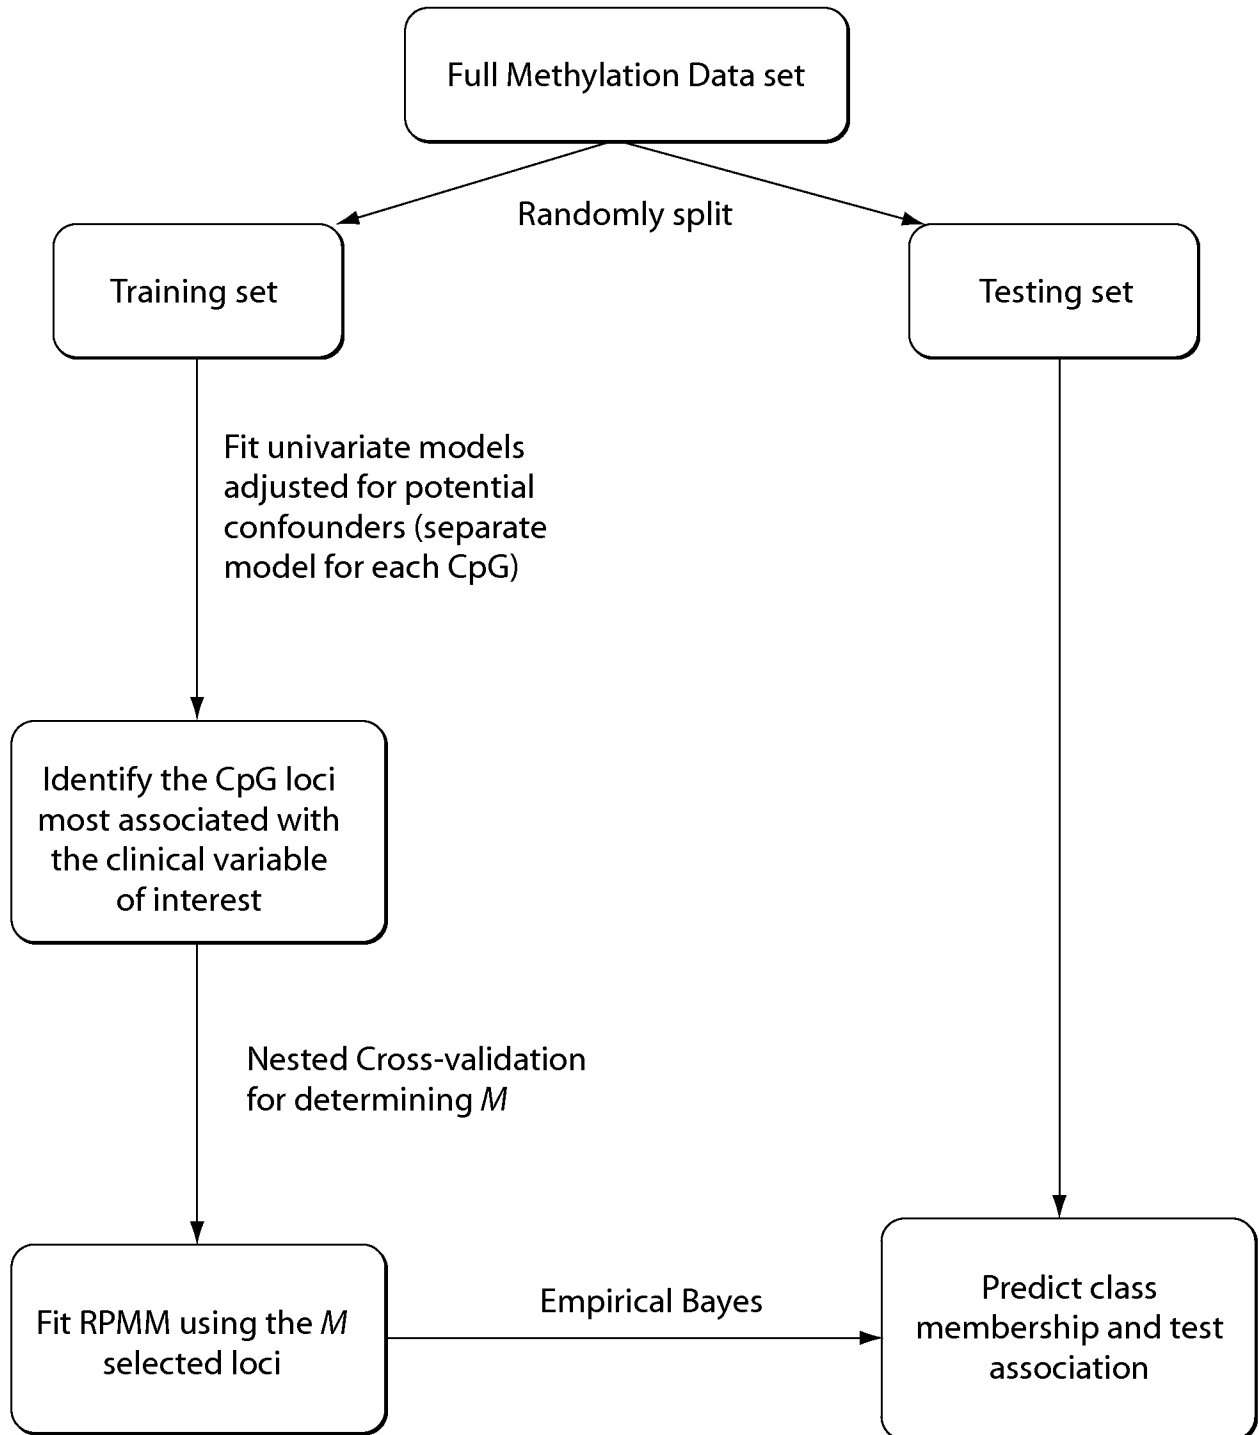 Full Methylation Data set
Randomly split
Training set
Testing set
Fit univariate models
adjusted for potential
confounders (separate
model for each CpG)
Identify the CpG loci
most associated with
the clinical variable
of interest
Nested Cross-validation
for determining M
Fit RPMM using the M
selected loci
Empirical Bayes
Predict class
membership and test
association